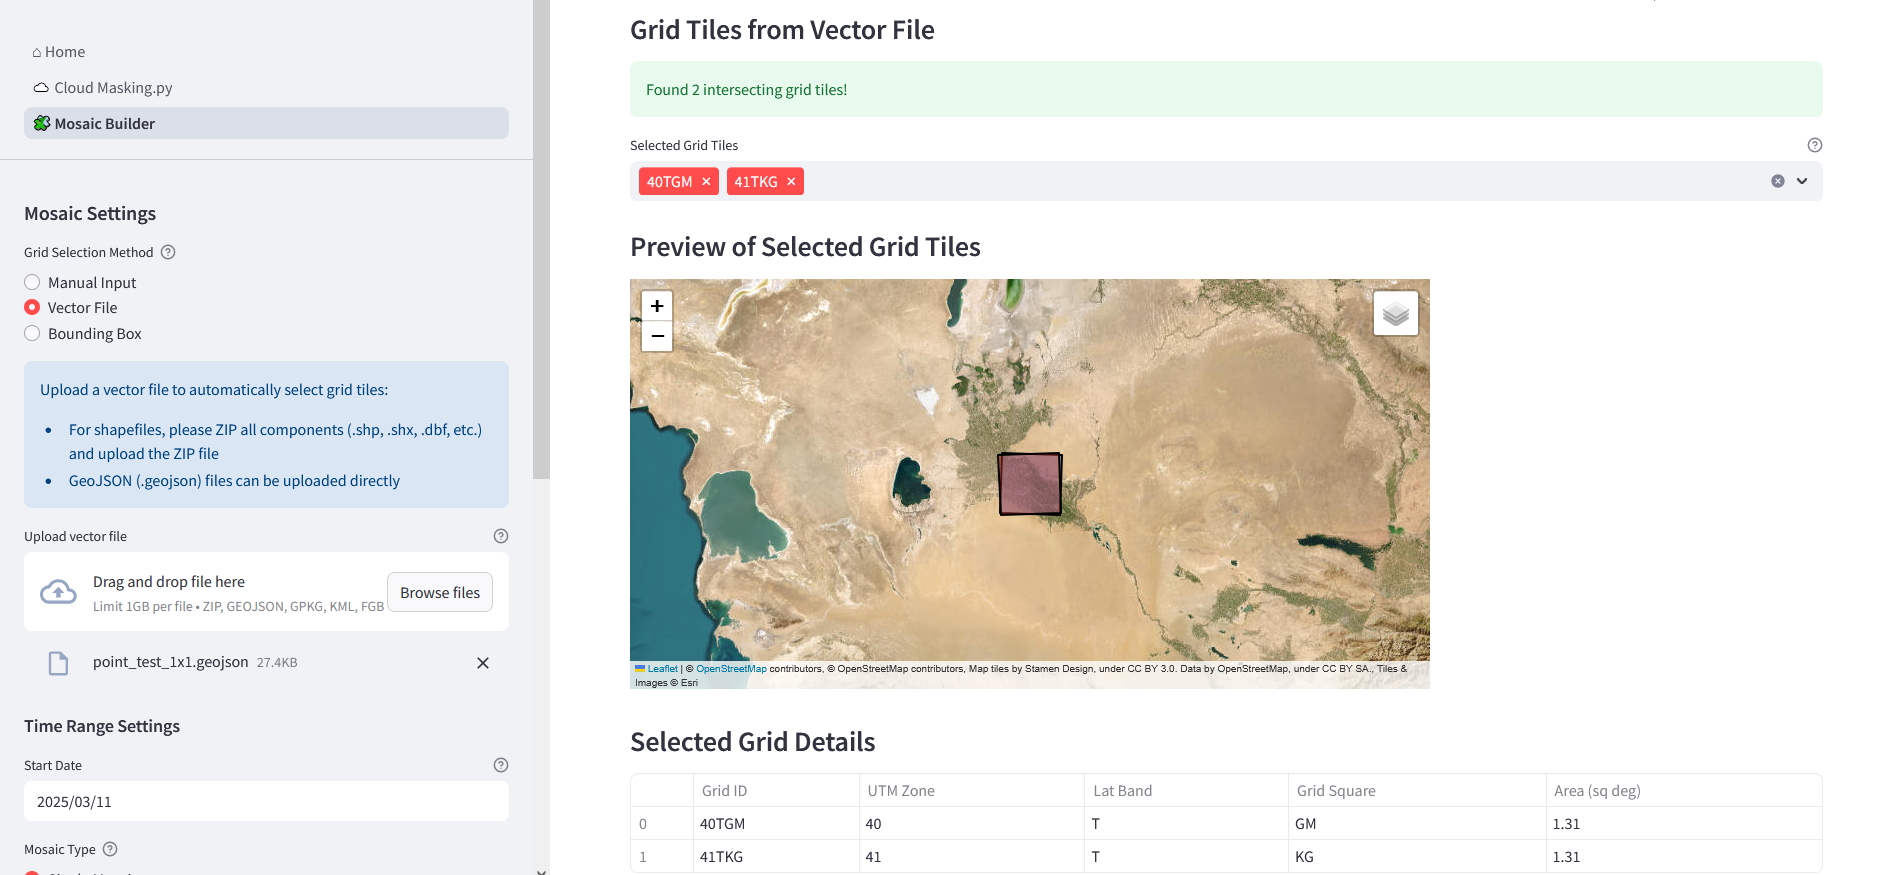 Home
Cloud Masking.py
Mosaic Builder
Mosaic Settings
Grid Selection Method
Manual Input
Vector File
Bounding Box
Upload a vector file to automatically select grid tiles:
• For shapefiles, please ZIP all components (.shp, .shx, .dbf, etc.)
and upload the ZIP file
• GeoJSON (.geojson) files can be uploaded directly
Upload vector file
Drag and drop file here
Limit 1GB per file • ZIP, GEOJSON, GPKG, KML, FGB
Browse files
point_test_1x1.geojson 27.4KB
Time Range Settings
Start Date
2025/03/11
Mosaic Type
Grid Tiles from Vector File
Found 2 intersecting grid tiles!
Selected Grid Tiles
40TGM × 41TKG ×
Preview of Selected Grid Tiles
+
−
Leaflet | © OpenStreetMap contributors, © OpenStreetMap contributors, Map tiles by Stamen Design, under CC BY 3.0. Data by OpenStreetMap, under CC BY SA., Tiles &
Images © Esri
Selected Grid Details
Grid ID UTM Zone Lat Band Grid Square Area (sq deg)
0 40TGM 40 T GM 1.31
1 41TKG 41 T KG 1.31